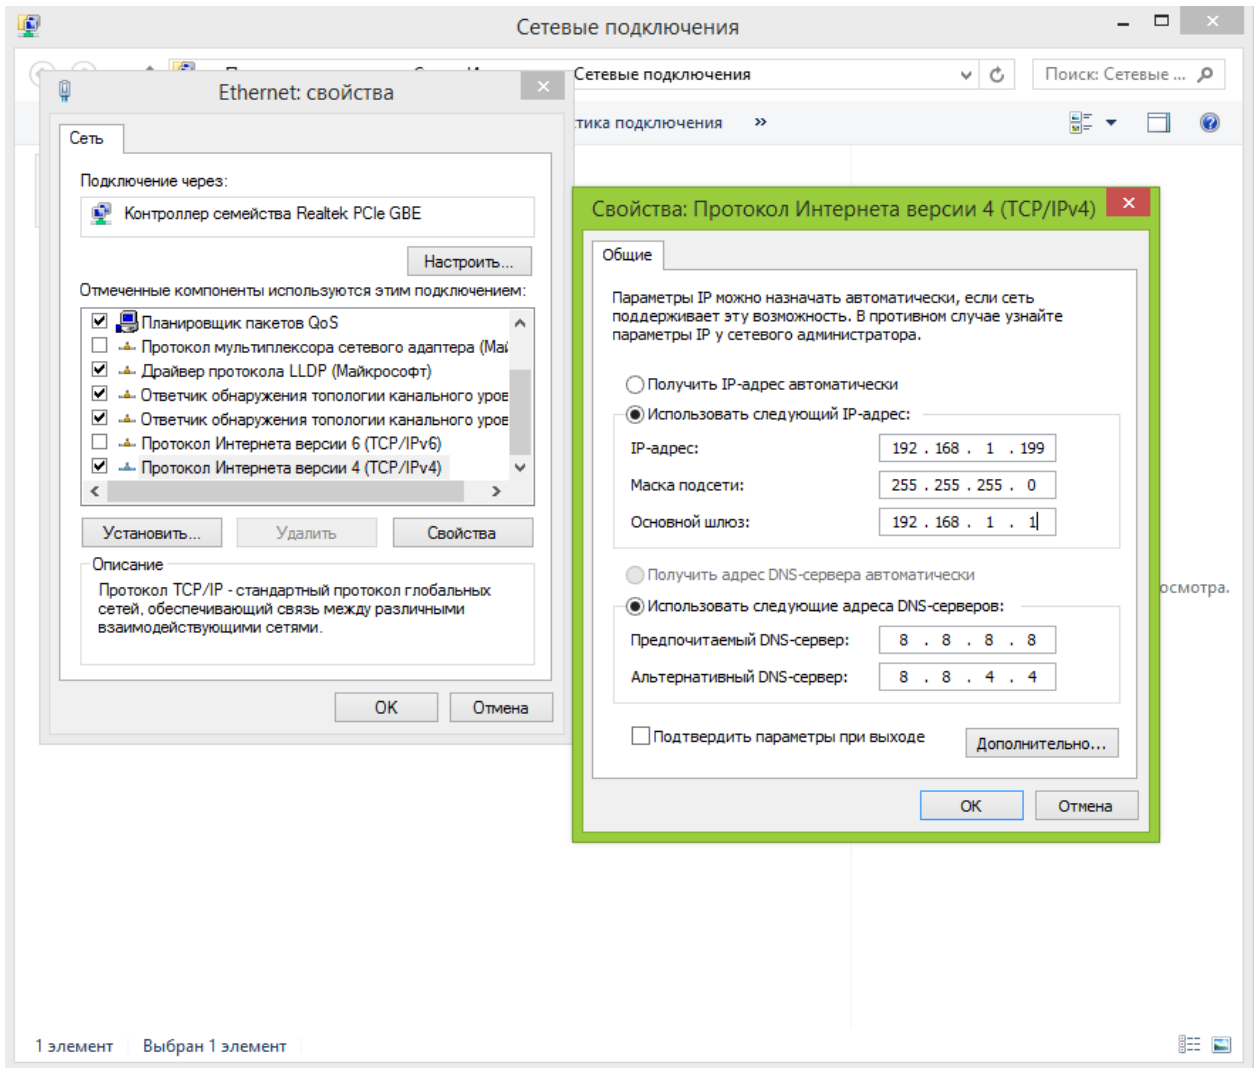 Сетевые подключения
Сетевые подключения
Поиск: Сетевые ...
подключения »
Ethernet: свойства
Сеть
Подключение через:
Контроллер семейства Realtek PCIe GBE
Настроить...
Отмеченные компоненты используются этим подключением:
Планировщик пакетов QoS
Протокол мультиплексора сетевого адаптера (Май
Драйвер протокола LLDP (Майкрософт)
Ответчик обнаружения топологии канального уров
Ответчик обнаружения топологии канального уров
Протокол Интернета версии 6 (TCP/IPv6)
Протокол Интернета версии 4 (TCP/IPv4)
Установить...
Удалить
Свойства
Описание
Протокол TCP/IP - стандартный протокол глобальных
сетей, обеспечивающий связь между различными
взаимодействующими сетями.
OK
Отмена
Свойства: Протокол Интернета версии 4 (TCP/IPv4)
Общие
Параметры IP можно назначать автоматически, если сеть
поддерживает эту возможность. В противном случае узнайте
параметры IP у сетевого администратора.
Получить IP-адрес автоматически
Использовать следующий IP-адрес:
IP-адрес: 192 . 168 . 1 . 199
Маска подсети: 255 . 255 . 255 . 0
Основной шлюз: 192 . 168 . 1 . 1
Получить адрес DNS-сервера автоматически
Использовать следующие адреса DNS-серверов:
Предпочитаемый DNS-сервер: 8 . 8 . 8 . 8
Альтернативный DNS-сервер: 8 . 8 . 4 . 4
Подтвердить параметры при выходе
Дополнительно...
OK
Отмена
осмотра.
1 элемент
Выбран 1 элемент